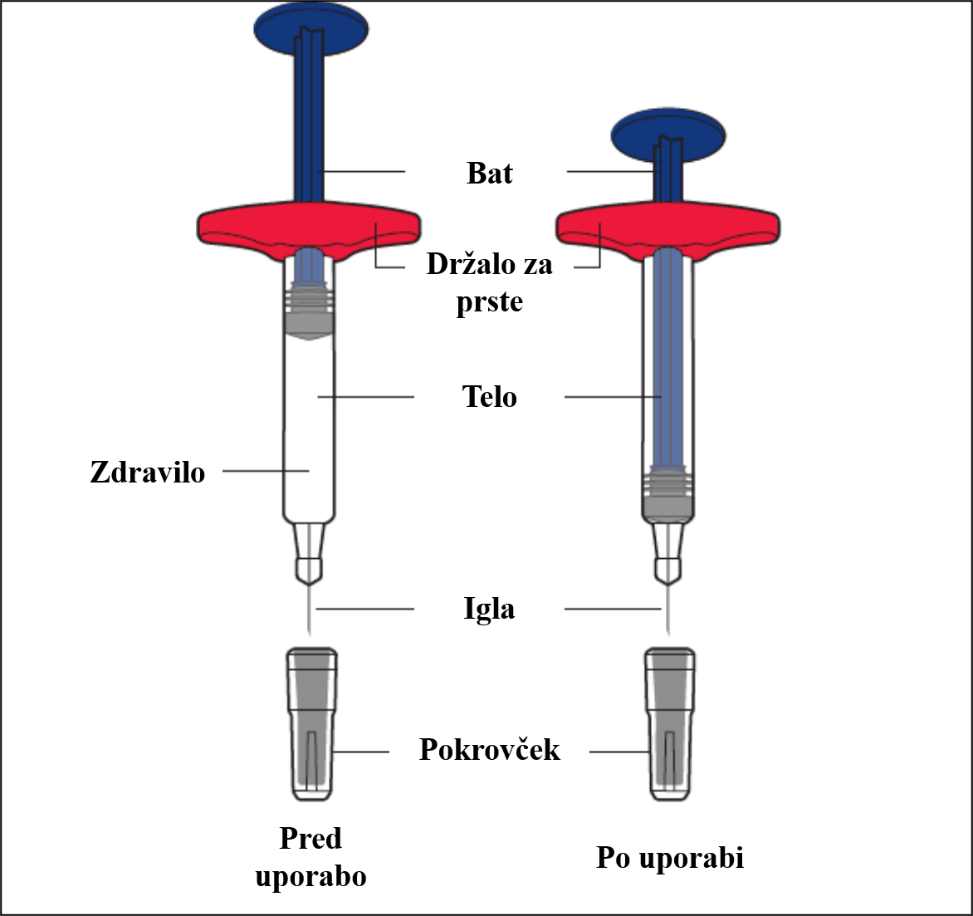 Bat
Držalo za
prste
Telo
Zdravilo
Igla
Pokrovček
Pred
uporabo
Po uporabi